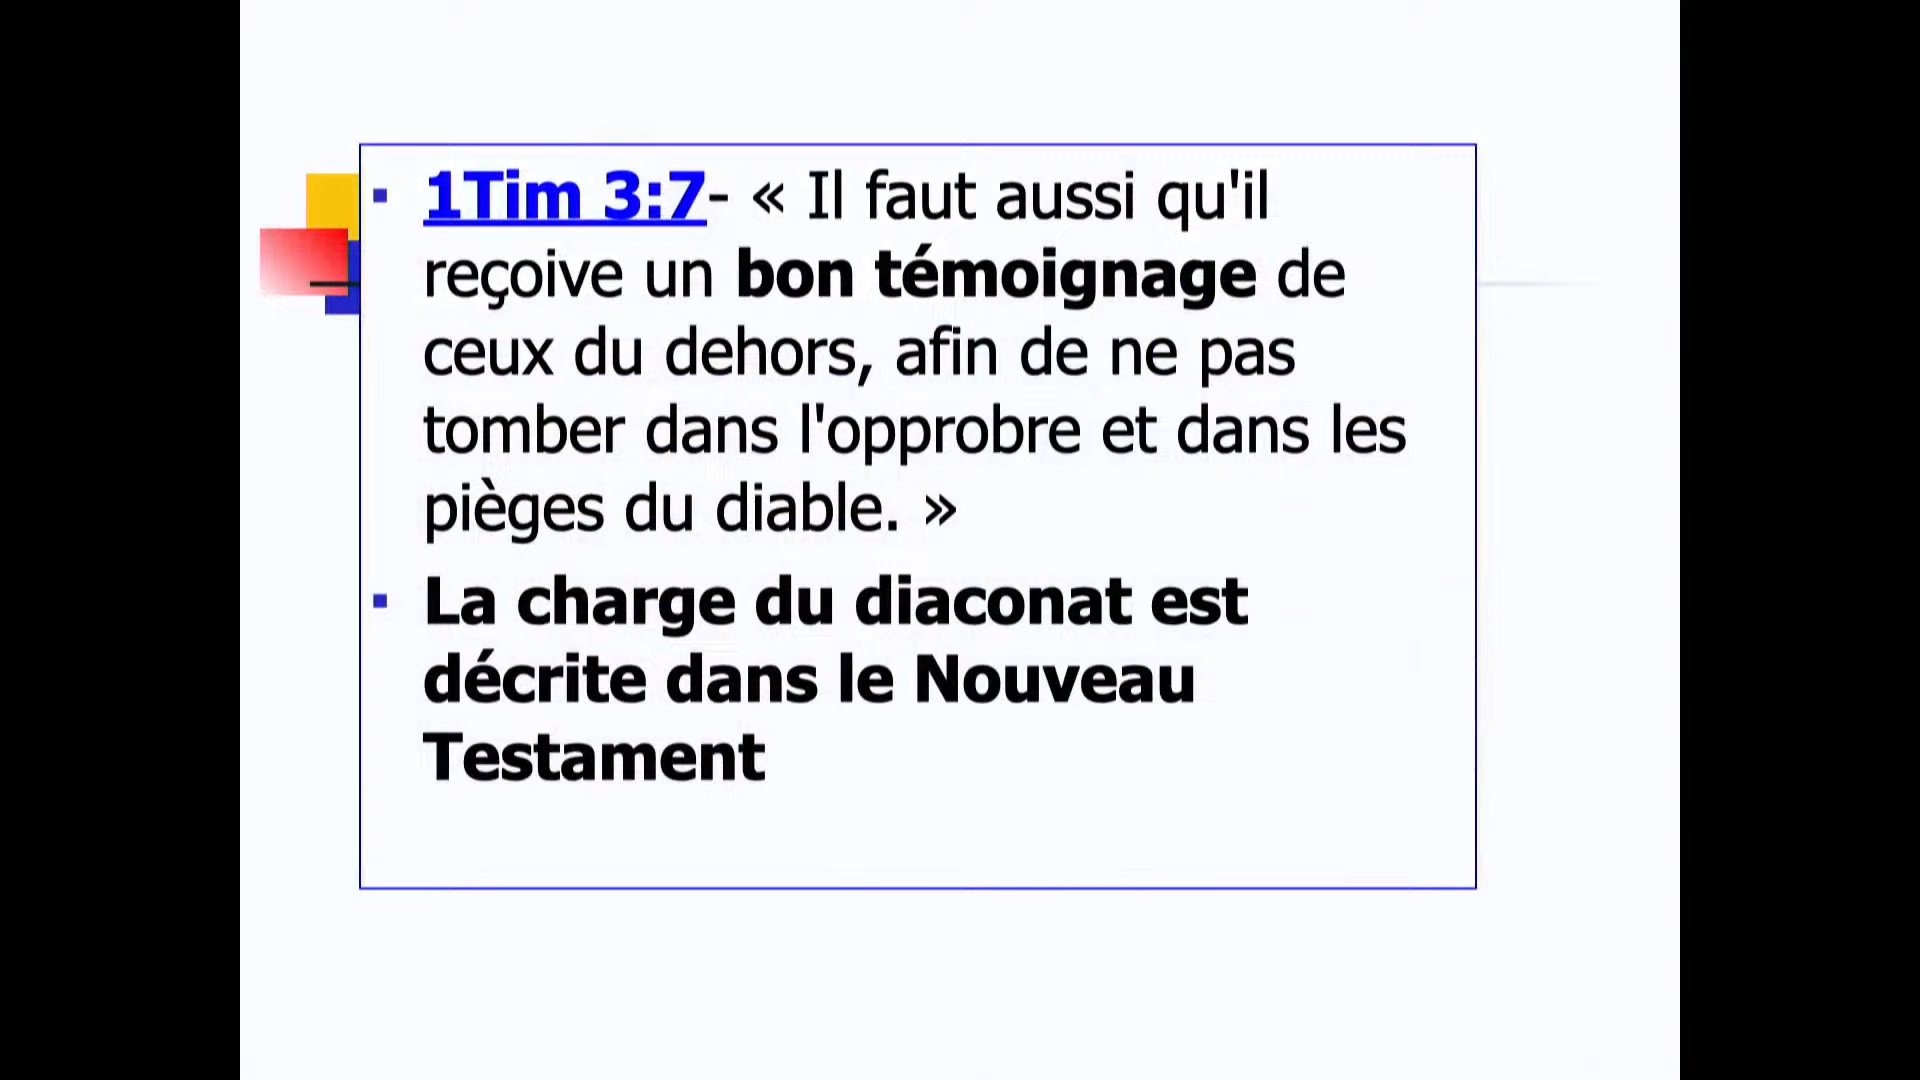 1Tim 3:7- « Il faut aussi qu'il
reçoive un bon témoignage de
ceux du dehors, afin de ne pas
tomber dans l'opprobre et dans les
pièges du diable. »
La charge du diaconat est
décrite dans le Nouveau
Testament